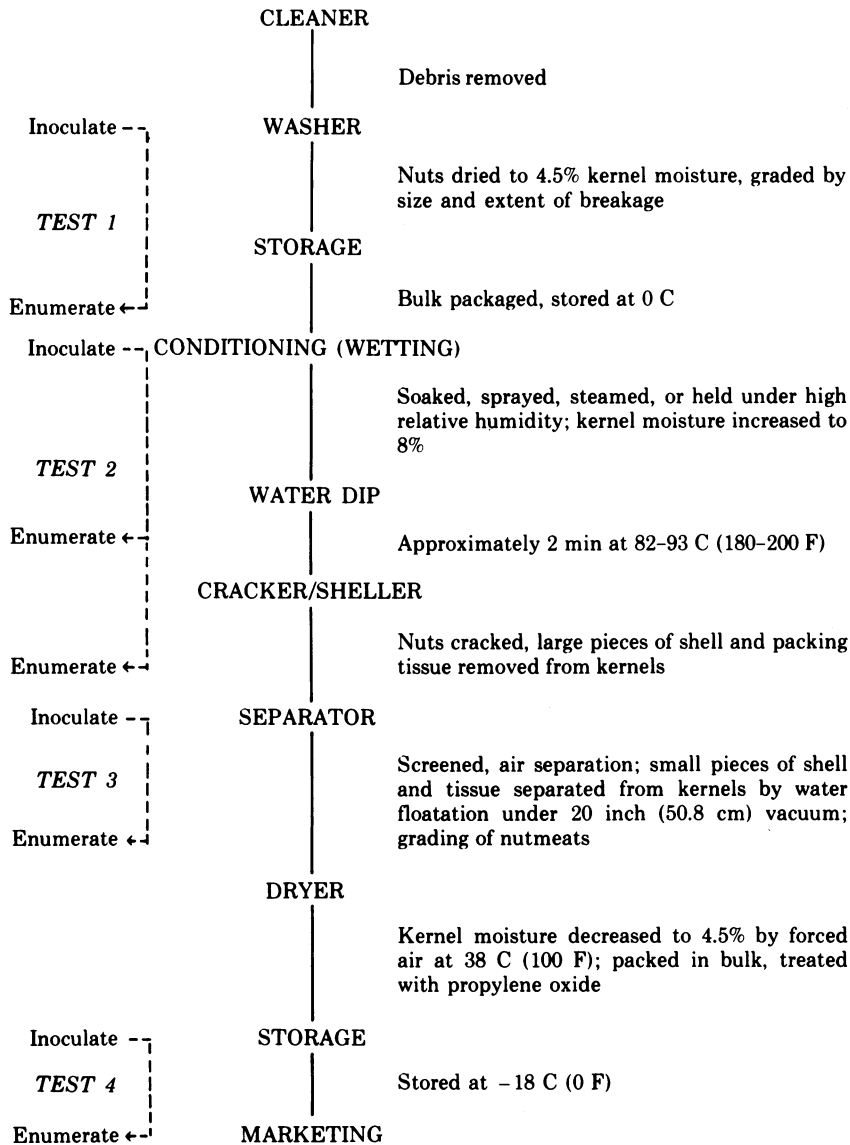 CLEANER
Debris removed
Inoculate
WASHER
Nuts dried to 4.5% kernel moisture, graded by
size and extent of breakage
TEST 1
STORAGE
Enumerate
Bulk packaged, stored at 0 C
Inoculate
CONDITIONING (WETTING)
Soaked, sprayed, steamed, or held under high
relative humidity; kernel moisture increased to
8%
TEST 2
WATER DIP
Enumerate
Approximately 2 min at 82–93 C (180–200 F)
CRACKER/SHELLER
Nuts cracked, large pieces of shell and packing
tissue removed from kernels
Enumerate
Inoculate
SEPARATOR
Screened, air separation; small pieces of shell
and tissue separated from kernels by water
floatation under 20 inch (50.8 cm) vacuum;
grading of nutmeats
TEST 3
Enumerate
DRYER
Kernel moisture decreased to 4.5% by forced
air at 38 C (100 F); packed in bulk, treated
with propylene oxide
Inoculate
STORAGE
TEST 4
Stored at −18 C (0 F)
Enumerate
MARKETING